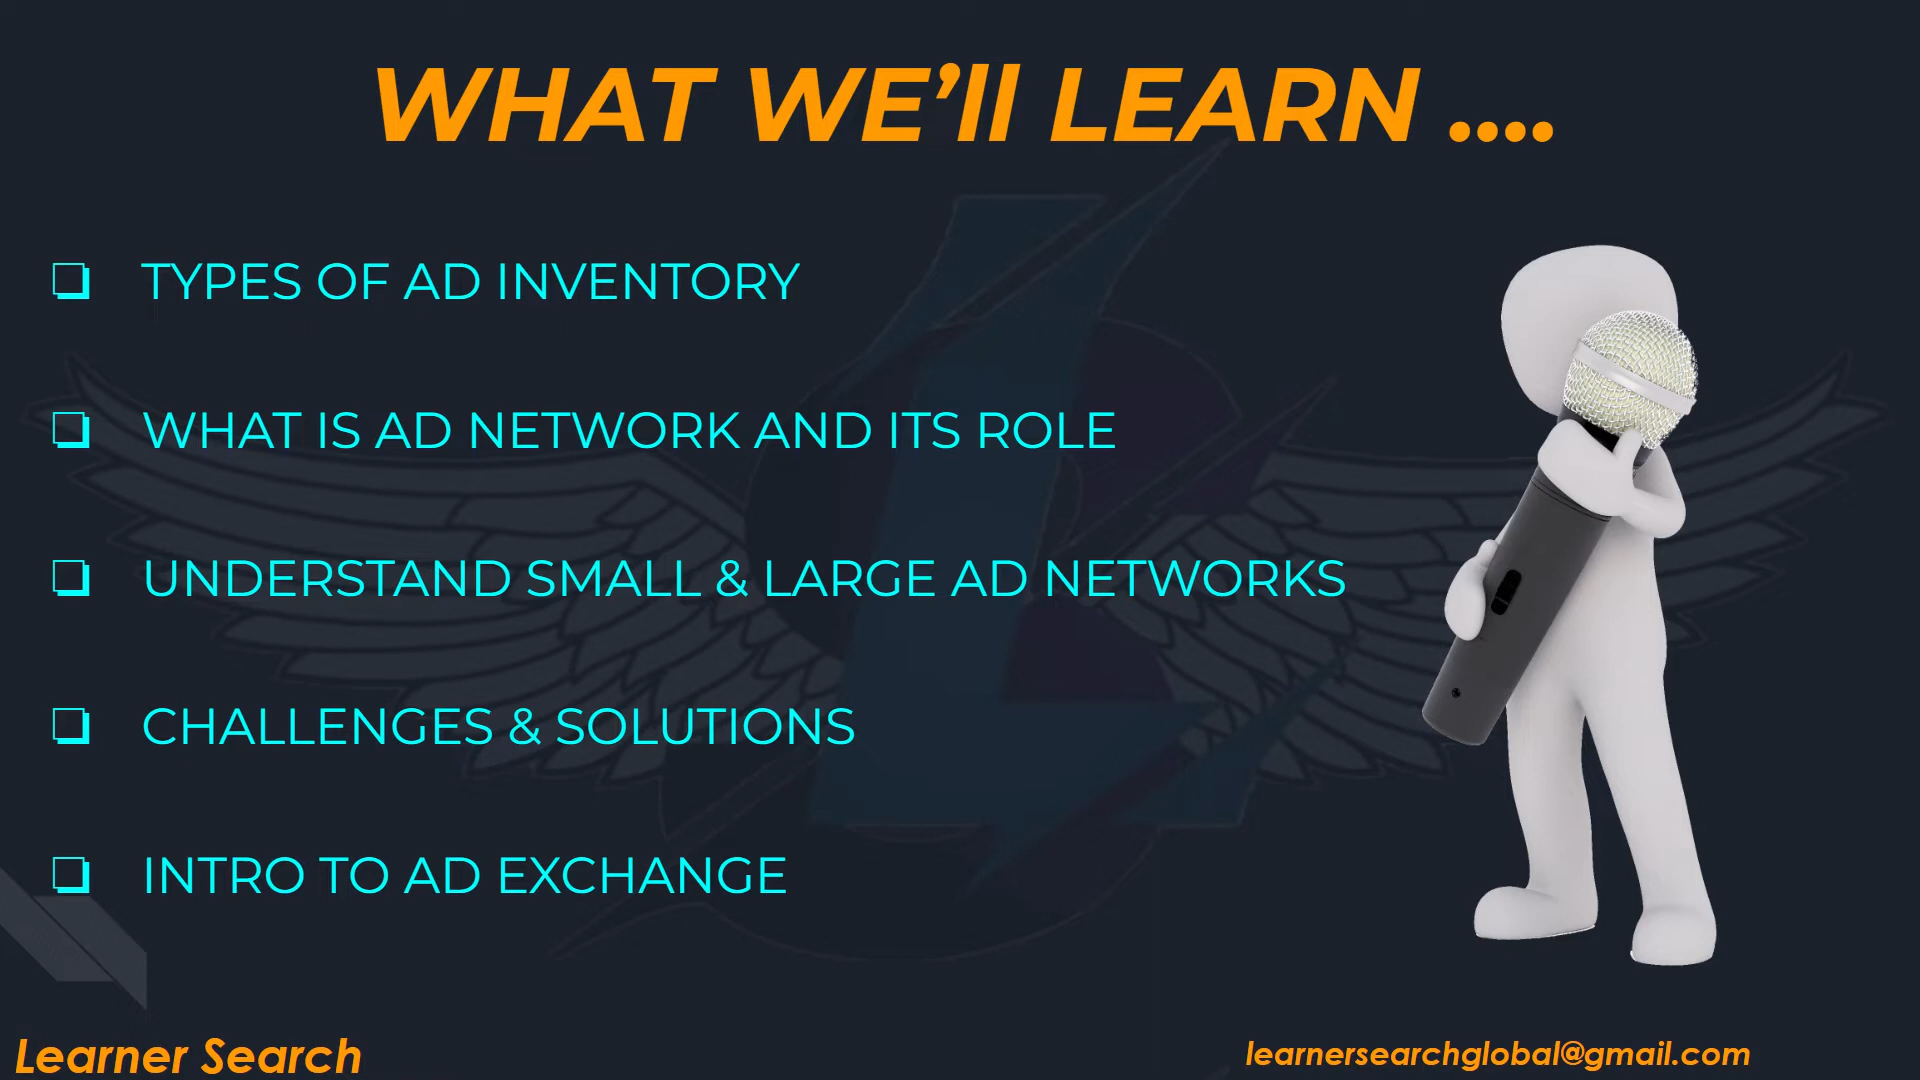 WHAT WE’ll LEARN ....
❏ TYPES OF AD INVENTORY
❏ WHAT IS AD NETWORK AND ITS ROLE
❏ UNDERSTAND SMALL & LARGE AD NETWORKS
❏ CHALLENGES & SOLUTIONS
❏ INTRO TO AD EXCHANGE
Learner Search
learnersearchglobal@gmail.com